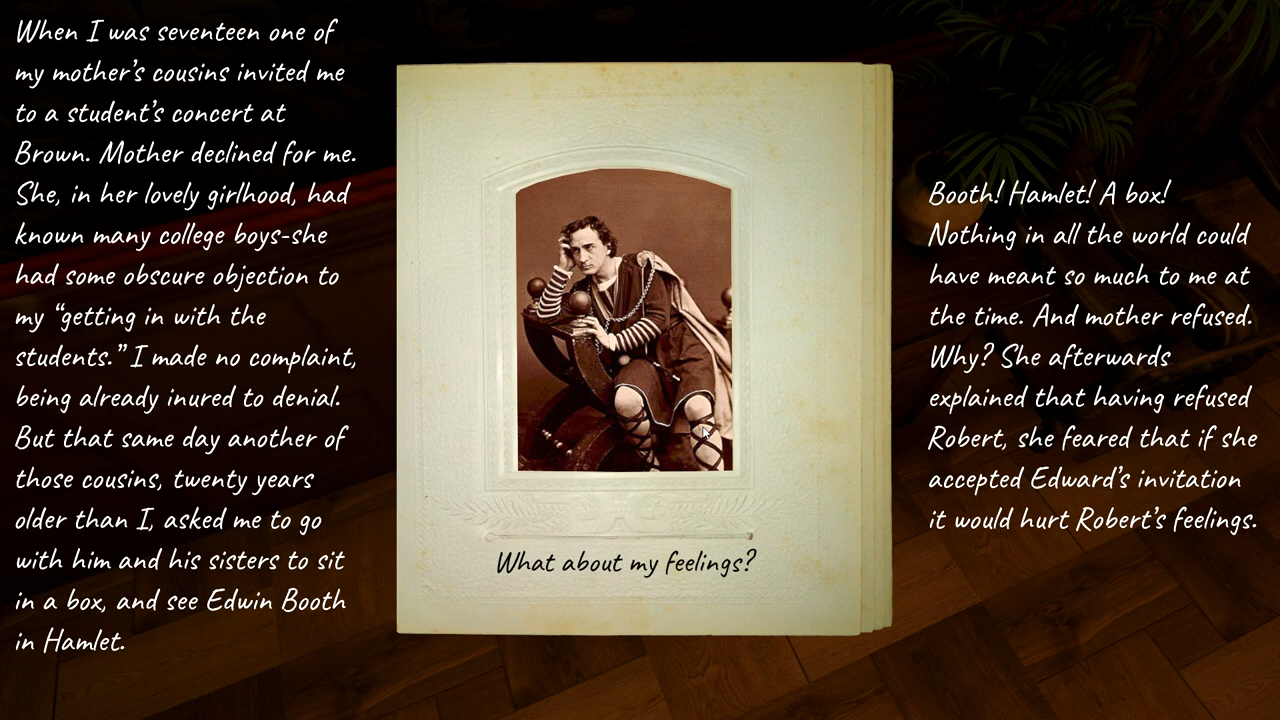 When I was seventeen one of
my mother's cousins invited me
to a student's concert at
Brown. Mother declined for me.
She, in her lovely girlhood, had
known many college boys-she
had some obscure objection to
my “getting in with the
students.” I made no complaint,
being already inured to denial.
But that same day another of
those cousins, twenty years
older than I, asked me to go
with him and his sisters to sit
in a box, and see Edwin Booth
in Hamlet.
What about my feelings?
Booth! Hamlet! A box!
Nothing in all the world could
have meant so much to me at
the time. And mother refused.
Why? She afterwards
explained that having refused
Robert, she feared that if she
accepted Edward's invitation
it would hurt Robert's feelings.